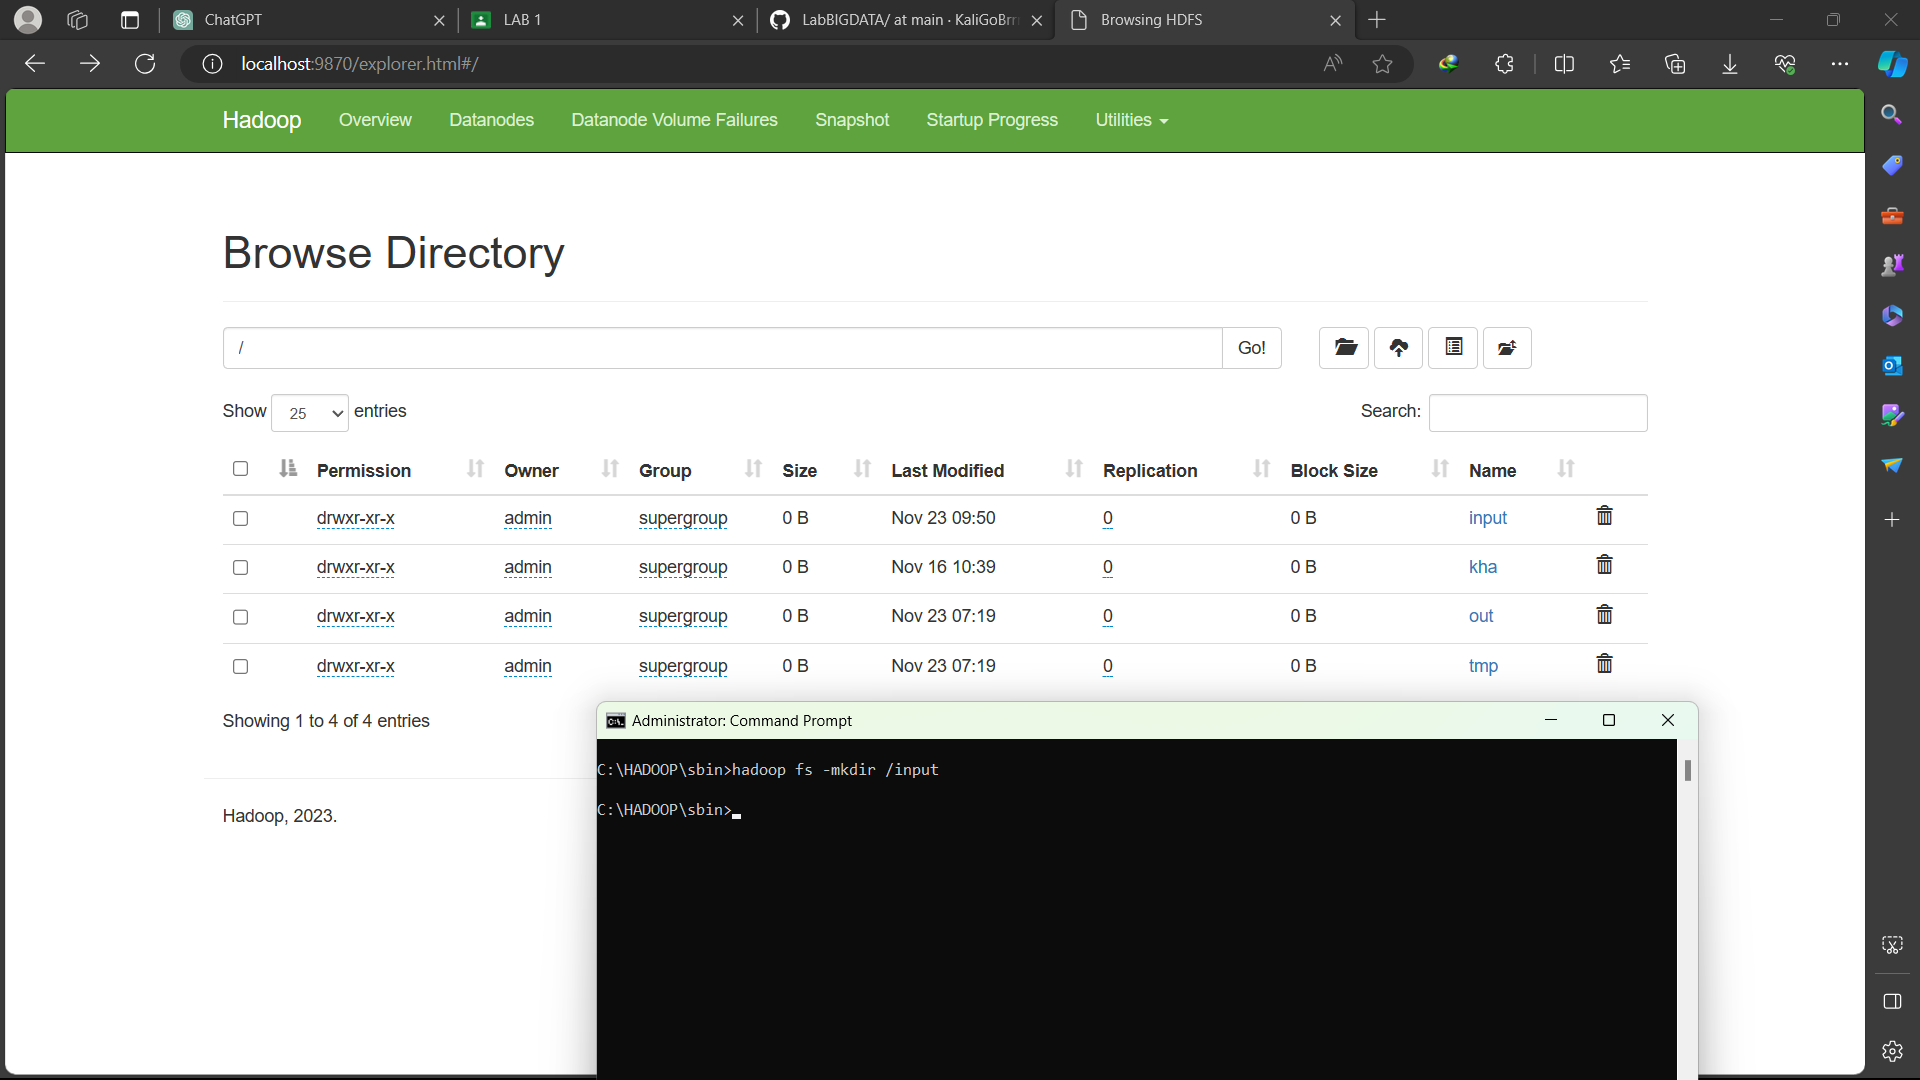 ChatGPT
LAB 1
LabBIGDATA/ at main · KaliGoBrr
Browsing HDFS
localhost:9870/explorer.html#/
Hadoop Overview Datanodes Datanode Volume Failures Snapshot Startup Progress Utilities
Browse Directory
/ Go!
Show 25 entries Search:
Permission Owner Group Size Last Modified Replication Block Size Name
drwxr-xr-x admin supergroup 0 B Nov 23 09:50 0 0 B input
drwxr-xr-x admin supergroup 0 B Nov 16 10:39 0 0 B kha
drwxr-xr-x admin supergroup 0 B Nov 23 07:19 0 0 B out
drwxr-xr-x admin supergroup 0 B Nov 23 07:19 0 0 B tmp
Showing 1 to 4 of 4 entries
Hadoop, 2023.
Administrator: Command Prompt
C:\HADOOP\sbin>hadoop fs -mkdir /input
C:\HADOOP\sbin>